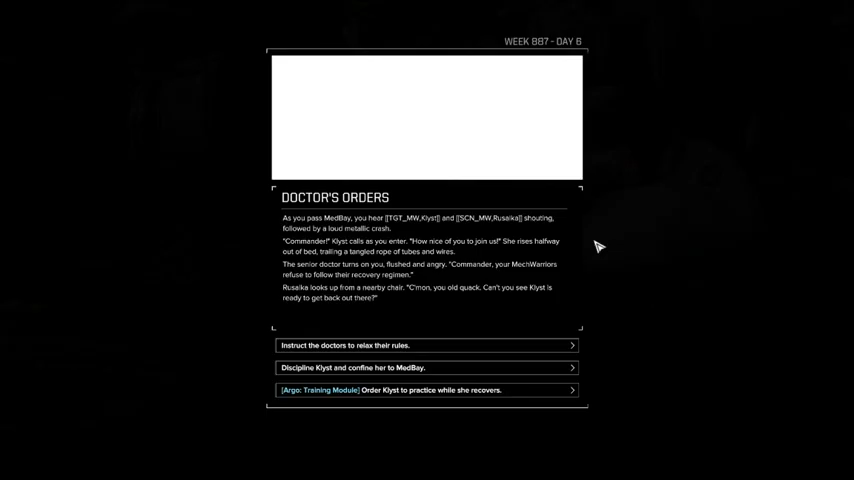 WEEK 887 - DAY 6
DOCTOR'S ORDERS
As you pass MedBay, you hear [[TGT_MW,Klyst]] and [[SCN_MW,Rusalka]] shouting,
followed by a loud metallic crash.
"Commander!" Klyst calls as you enter. "How nice of you to join us!" She rises halfway
out of bed, trailing a tangled rope of tubes and wires.
The senior doctor turns on you, flushed and angry. "Commander, your MechWarriors
refuse to follow their recovery regimen."
Rusalka looks up from a nearby chair. "C'mon, you old quack. Can't you see Klyst is
ready to get back out there?"
Instruct the doctors to relax their rules.
Discipline Klyst and confine her to MedBay.
[Argo: Training Module] Order Klyst to practice while she recovers.